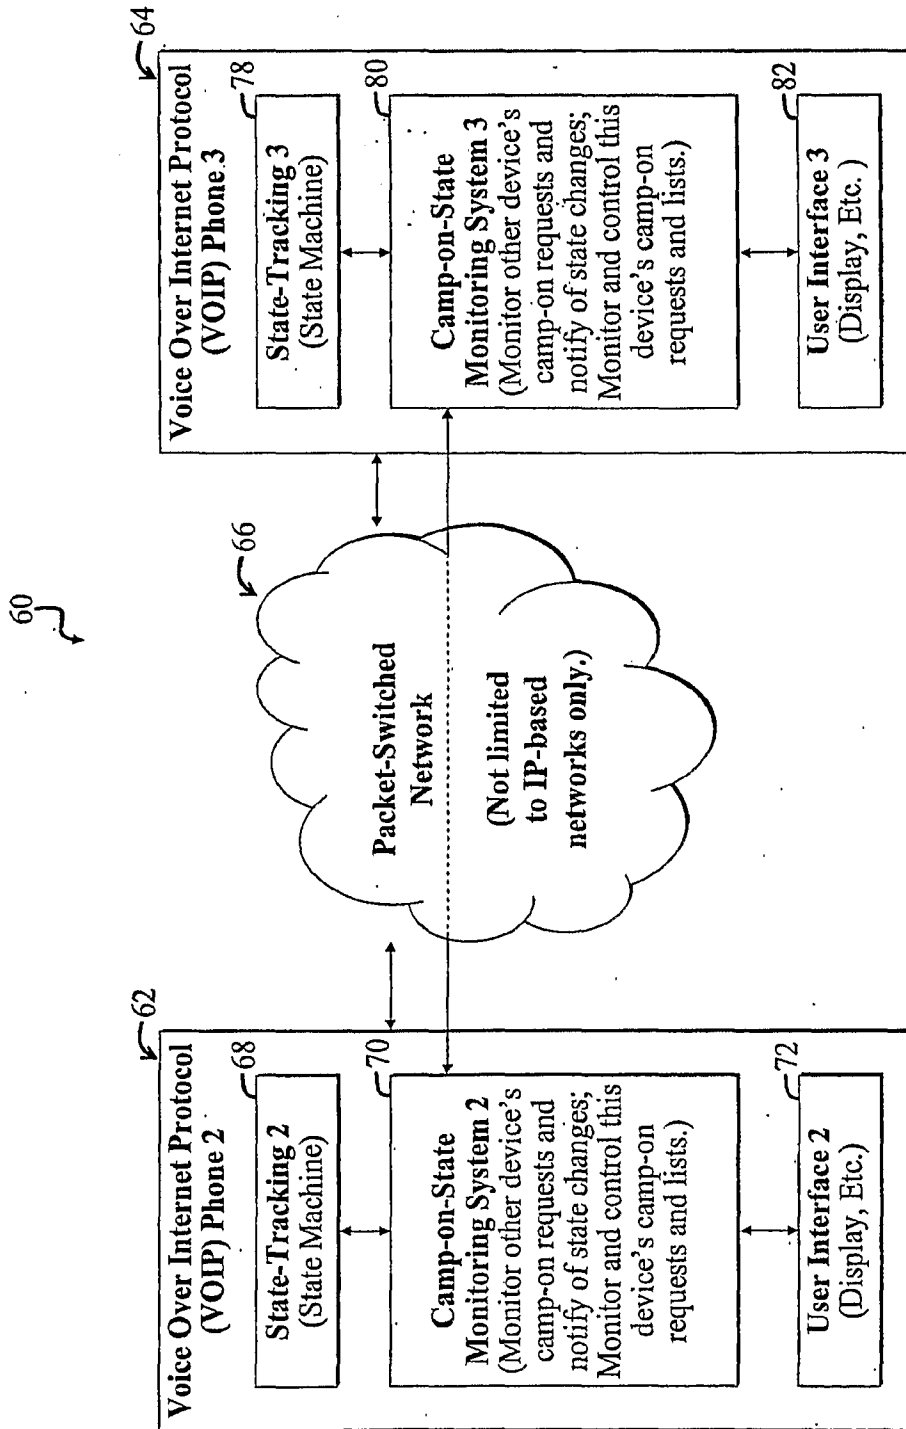 60
62
Voice Over Internet Protocol
(VOIP) Phone 2
68
State-Tracking 2
(State Machine)
70
Camp-on-State
Monitoring System 2
(Monitor other device's
camp-on requests and
notify of state changes;
Monitor and control this
device's camp-on
requests and lists.)
72
User Interface 2
(Display, Etc.)
66
Packet-Switched
Network
(Not limited
to IP-based
networks only.)
64
Voice Over Internet Protocol
(VOIP) Phone 3
78
State-Tracking 3
(State Machine)
80
Camp-on-State
Monitoring System 3
(Monitor other device's
camp-on requests and
notify of state changes;
Monitor and control this
device's camp-on
requests and lists.)
82
User Interface 3
(Display, Etc.)